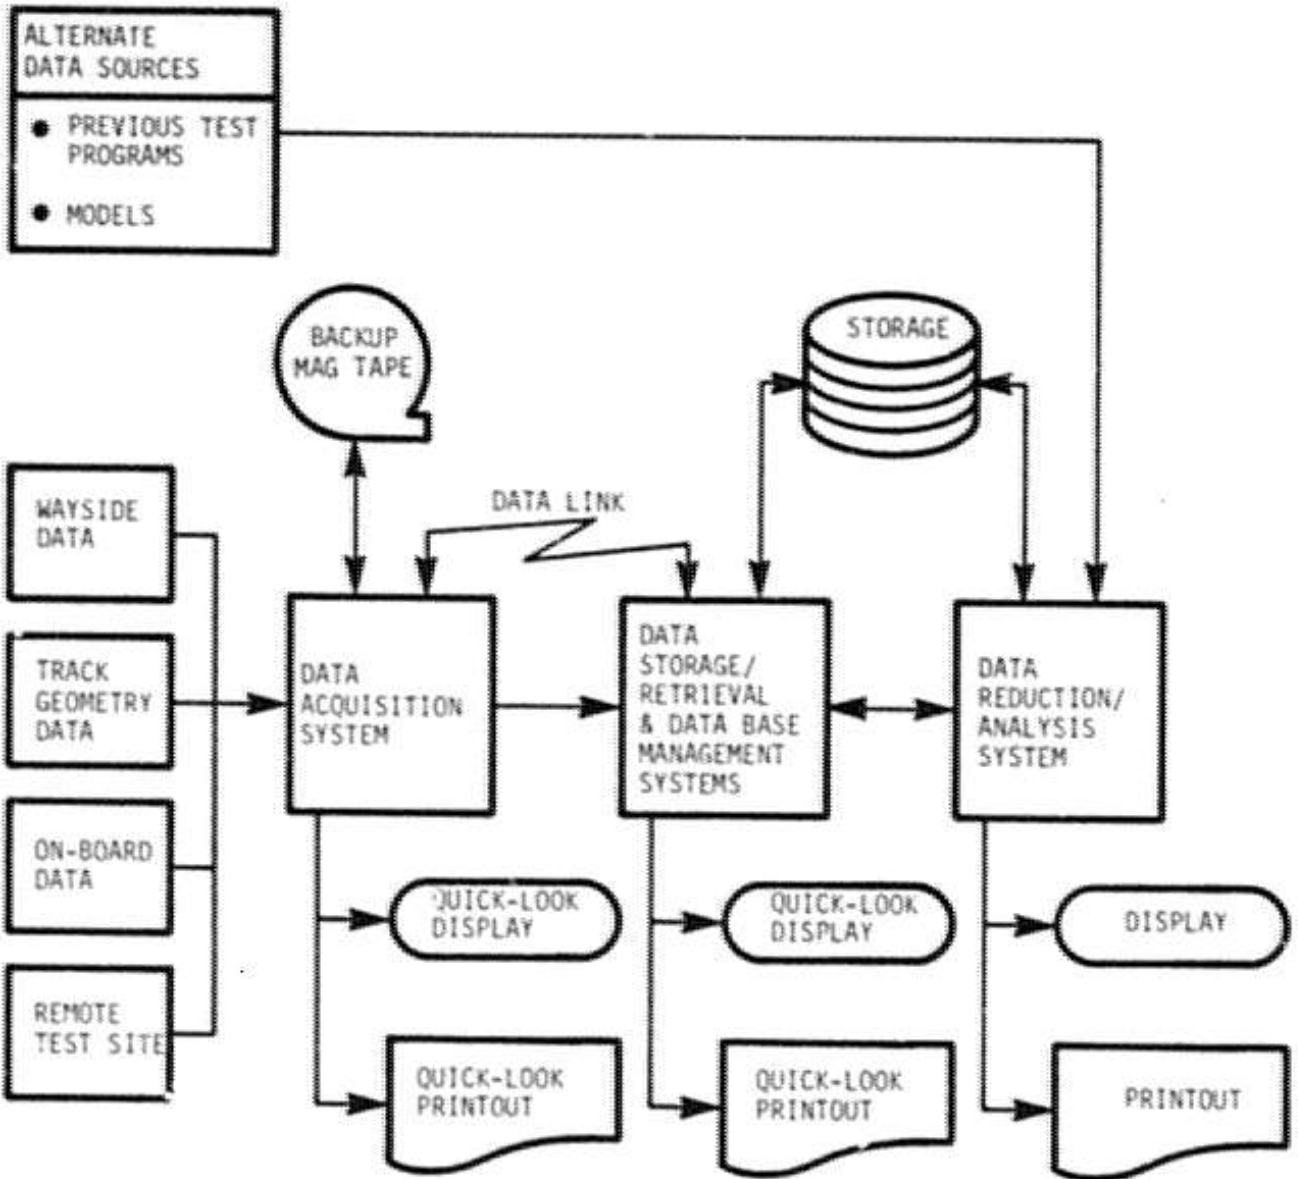 ALTERNATE
DATA SOURCES
● PREVIOUS TEST
PROGRAMS
● MODELS
BACKUP
MAG TAPE
STORAGE
DATA LINK
WAYSIDE
DATA
TRACK
GEOMETRY
DATA
ON-BOARD
DATA
REMOTE
TEST SITE
DATA
ACQUISITION
SYSTEM
DATA
STORAGE/
RETRIEVAL
& DATA BASE
MANAGEMENT
SYSTEMS
DATA
REDUCTION/
ANALYSIS
SYSTEM
QUICK-LOOK
DISPLAY
QUICK-LOOK
DISPLAY
DISPLAY
QUICK-LOOK
PRINTOUT
QUICK-LOOK
PRINTOUT
PRINTOUT